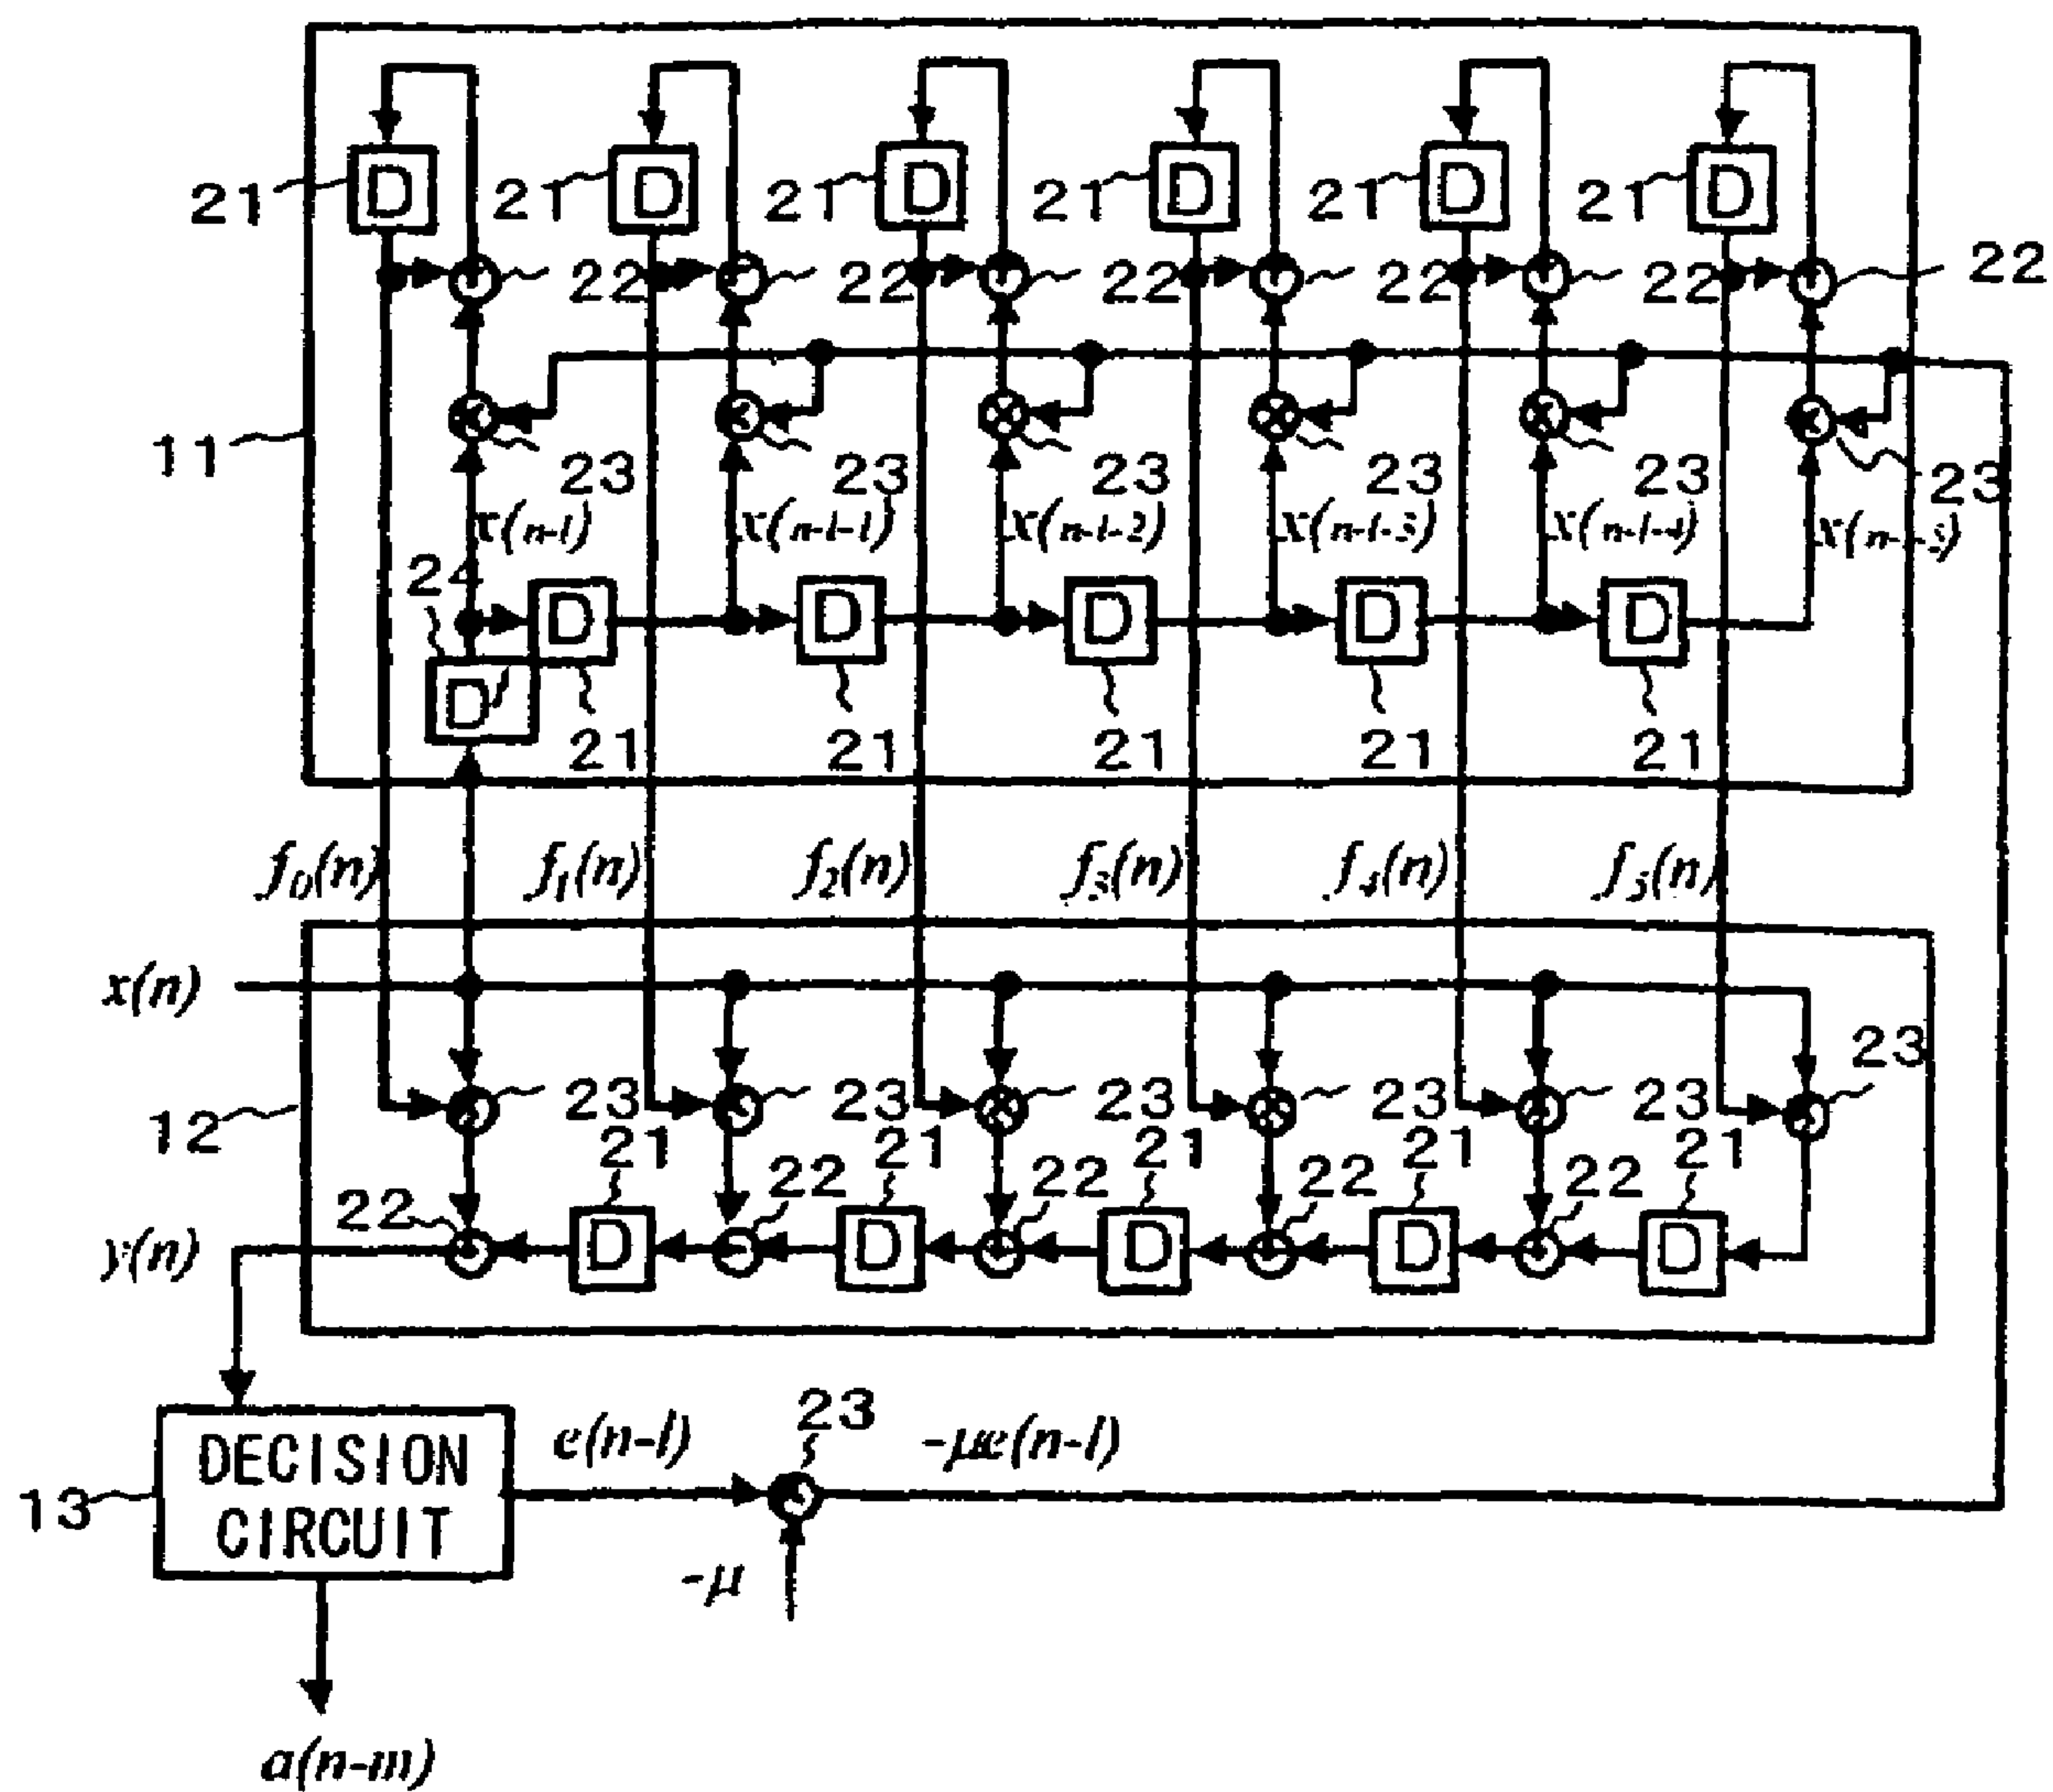 D D D D D D
21 21 21 21 21 21
22 22 22 22 22 22
11
23 23 23 23 23 23
x(n-l) x(n-l-1) x(n-l-2) x(n-l-3) x(n-l-4)
24
D D D D D
D
21 21 21 21 21
f0(n) f1(n) f2(n) f3(n) f4(n) f5(n)
x(n)
23
12 23 23 23 23 23
21 21 21 21 21
22 22 22 22 22
y(n) D D D D D
23
DECISION
CIRCUIT
13
e(n-l) -μe(n-l)
-μ
a(n-m)